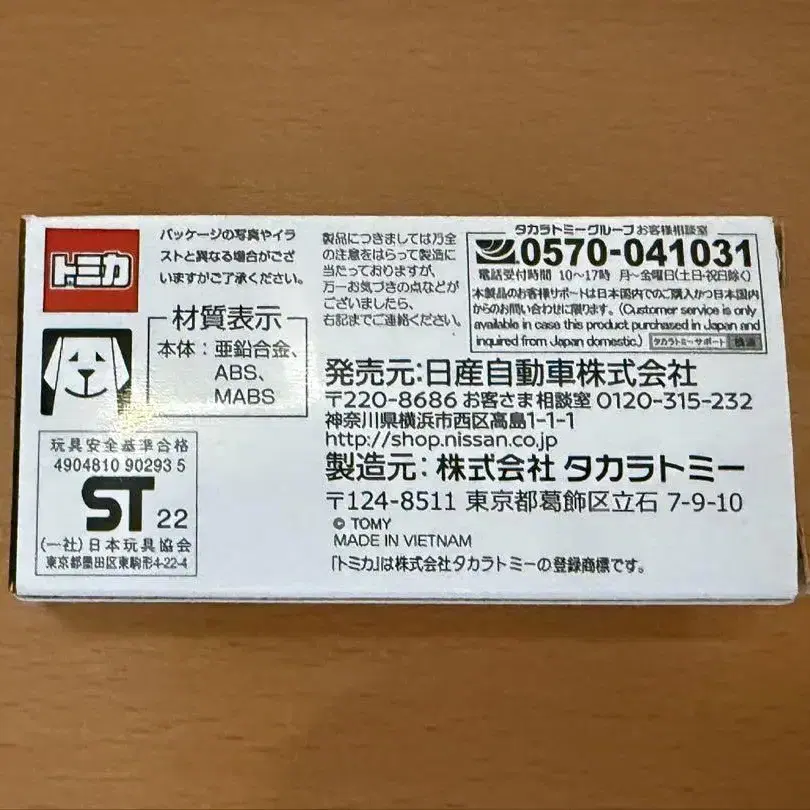 トミカ
パッケージの写真やイラ
ストと異なる場合がござ
いますがご了承ください。
材質表示
本体：亜鉛合金、
ABS、
MABS
玩具安全基準合格
4904810 90293 5
ST 22
(一社)日本玩具協会
東京都墨田区東駒形4-22-4
製品につきましては万全
の注意をはらって製造に
当たっておりますが、
万一お気づきの点などが
ございましたら、
右記までご連絡ください。
タカラトミーグループお客様相談室
0570-041031
電話受付時間 10〜17時 月〜金曜日(土日・祝日除く)
本製品のお客様サポートは日本国内でのご購入かつ日本国内
からのお問い合わせに限ります。(Customer service is only
available in case this product purchased in Japan and
inquired from Japan domestic.) タカラトミーサポート 検索
発売元：日産自動車株式会社
〒220-8686 お客さま相談室 0120-315-232
神奈川県横浜市西区高島1-1-1
http://shop.nissan.co.jp
製造元：株式会社 タカラトミー
〒124-8511 東京都葛飾区立石 7-9-10
© TOMY
MADE IN VIETNAM
「トミカ」は株式会社タカラトミーの登録商標です。